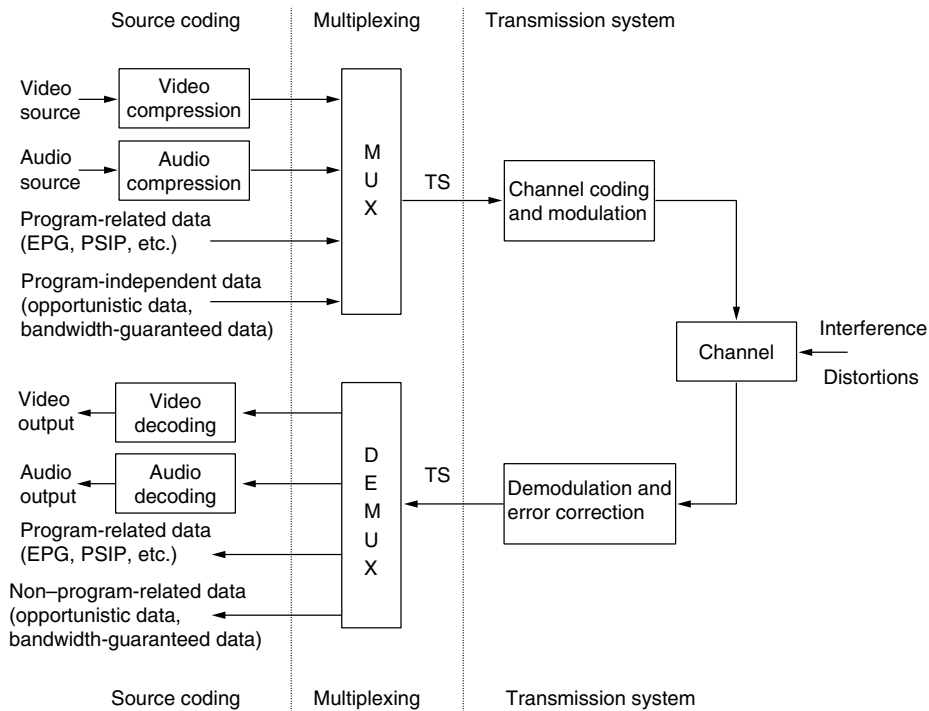 Source coding
Multiplexing
Transmission system
Video
source
Video
compression
Audio
source
Audio
compression
Program-related data
(EPG, PSIP, etc.)
Program-independent data
(opportunistic data,
bandwidth-guaranteed data)
M
U
X
TS
Channel coding
and modulation
Channel
Interference
Distortions
Video
output
Video
decoding
Audio
output
Audio
decoding
Program-related data
(EPG, PSIP, etc.)
Non–program-related data
(opportunistic data,
bandwidth-guaranteed data)
D
E
M
U
X
TS
Demodulation and
error correction
Source coding
Multiplexing
Transmission system